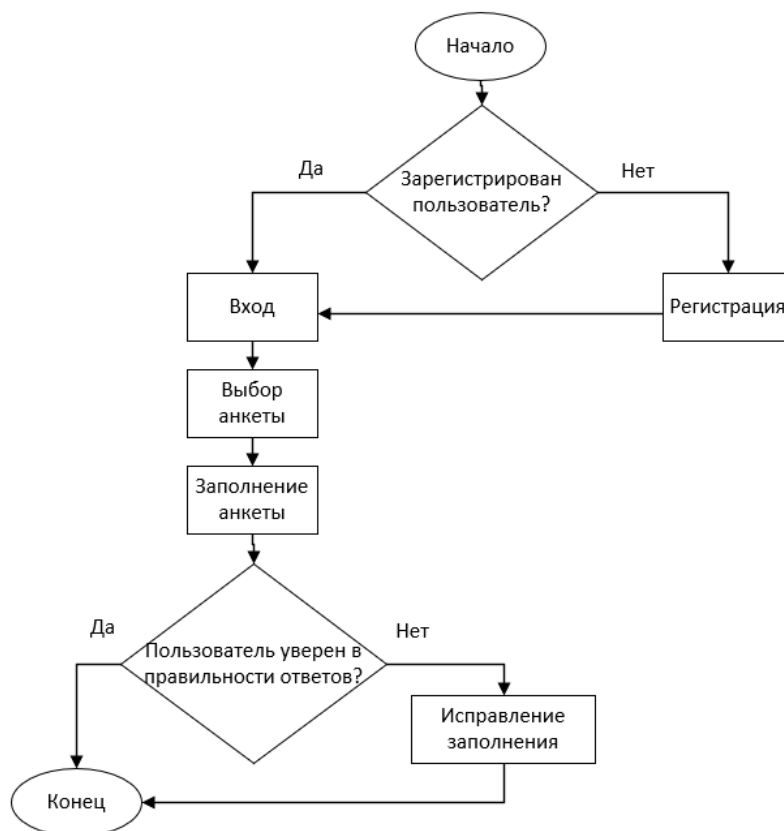 Начало
Да
Нет
Зарегистрирован
пользователь?
Вход
Регистрация
Выбор
анкеты
Заполнение
анкеты
Да
Нет
Пользователь уверен в
правильности ответов?
Исправление
заполнения
Конец